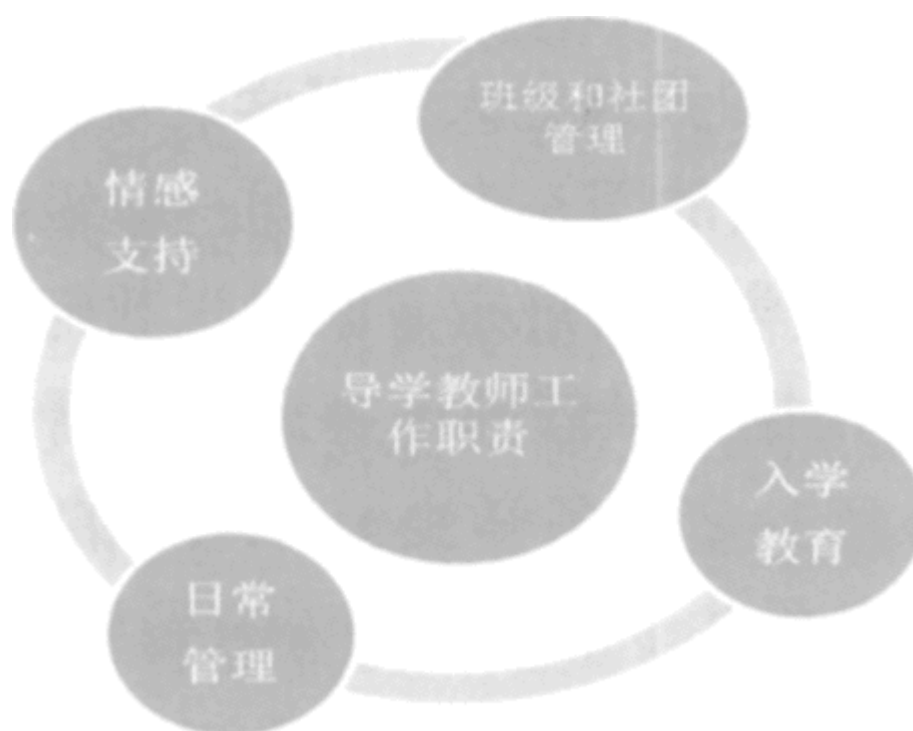 班级和社团
管理
情感
支持
导学教师工
作职责
入学
教育
日常
管理